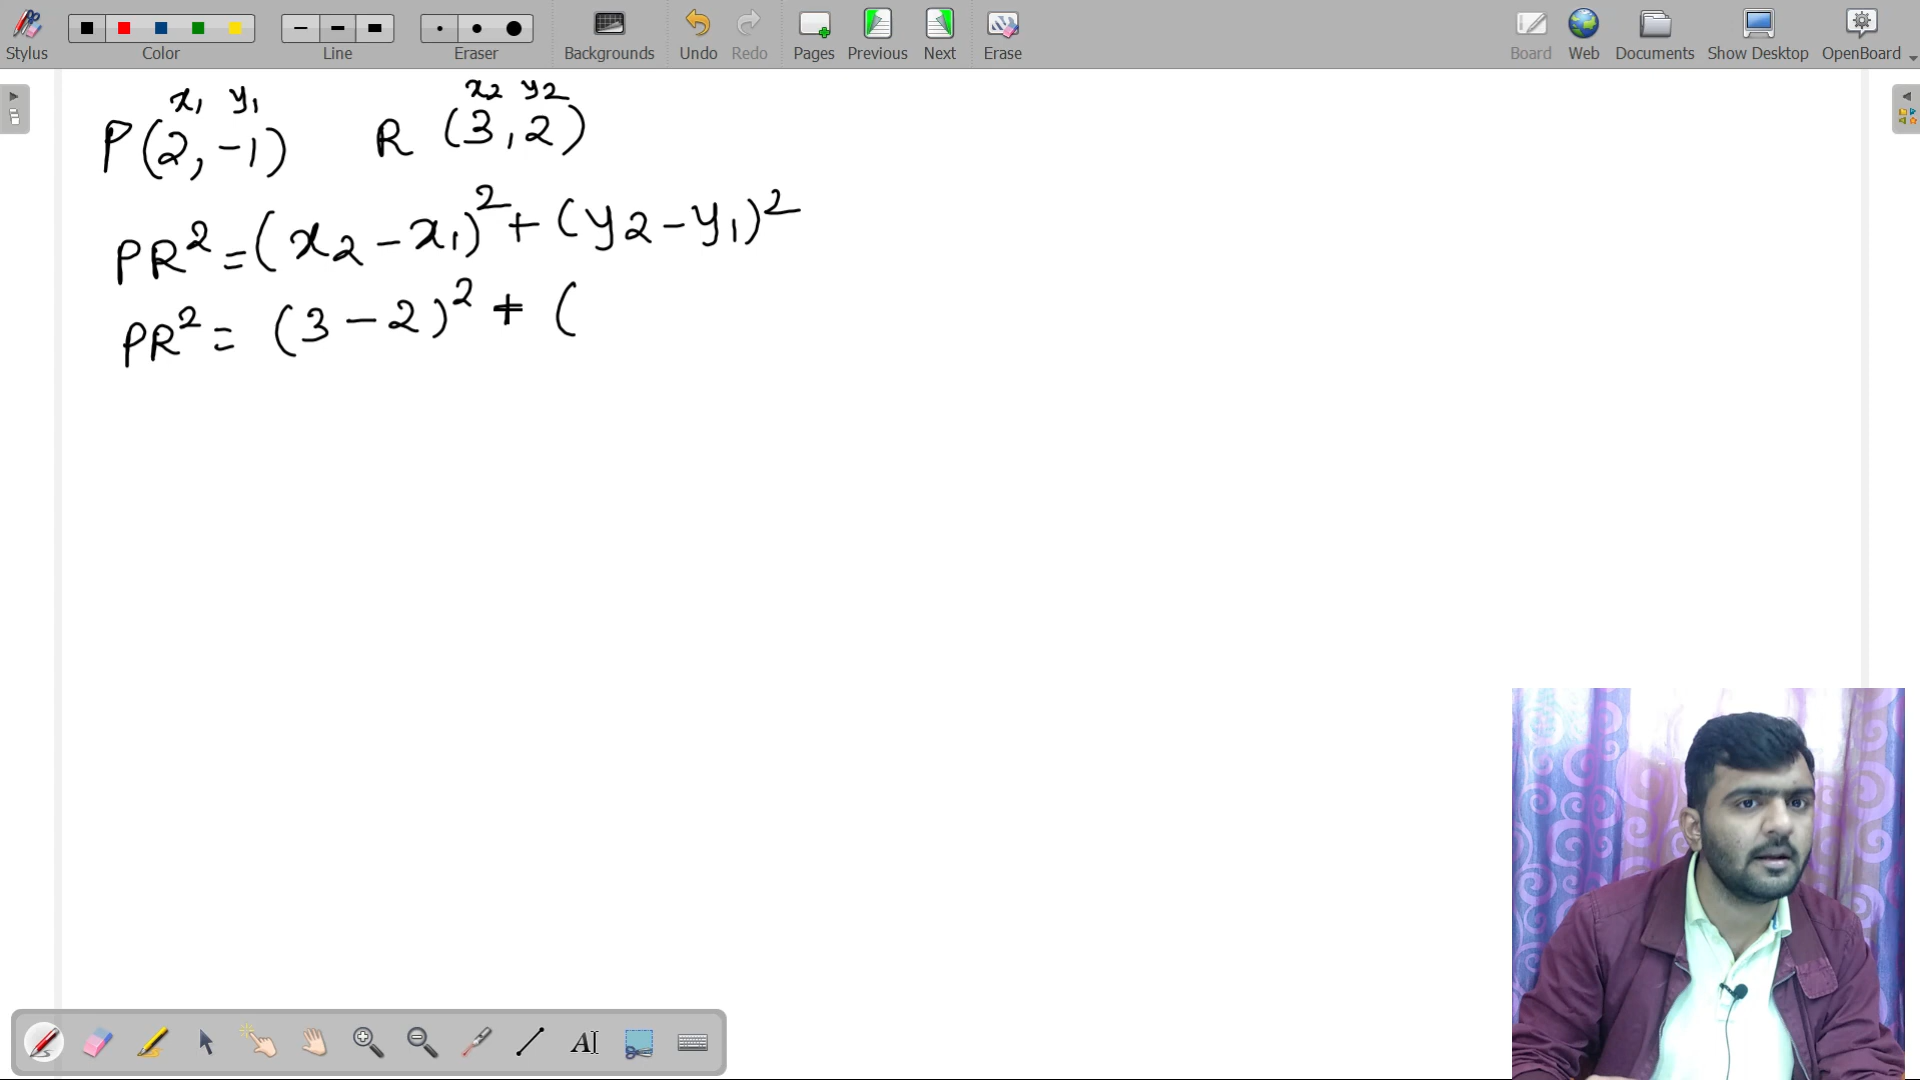 Stylus Color Line Eraser Backgrounds Undo Redo Pages Previous Next Erase Board Web Documents Show Desktop OpenBoard
x₁ y₁ x₂ y₂
P(2, -1) R (3, 2)
PR² = (x₂ - x₁)² + (y₂ - y₁)²
PR² = (3 - 2)² + (
AI